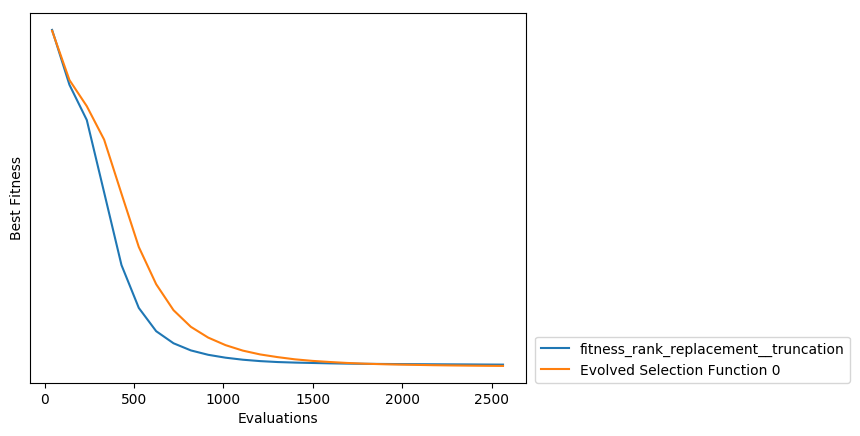 Best Fitness
0
500
1000
1500
2000
2500
Evaluations
fitness_rank_replacement__truncation
Evolved Selection Function 0